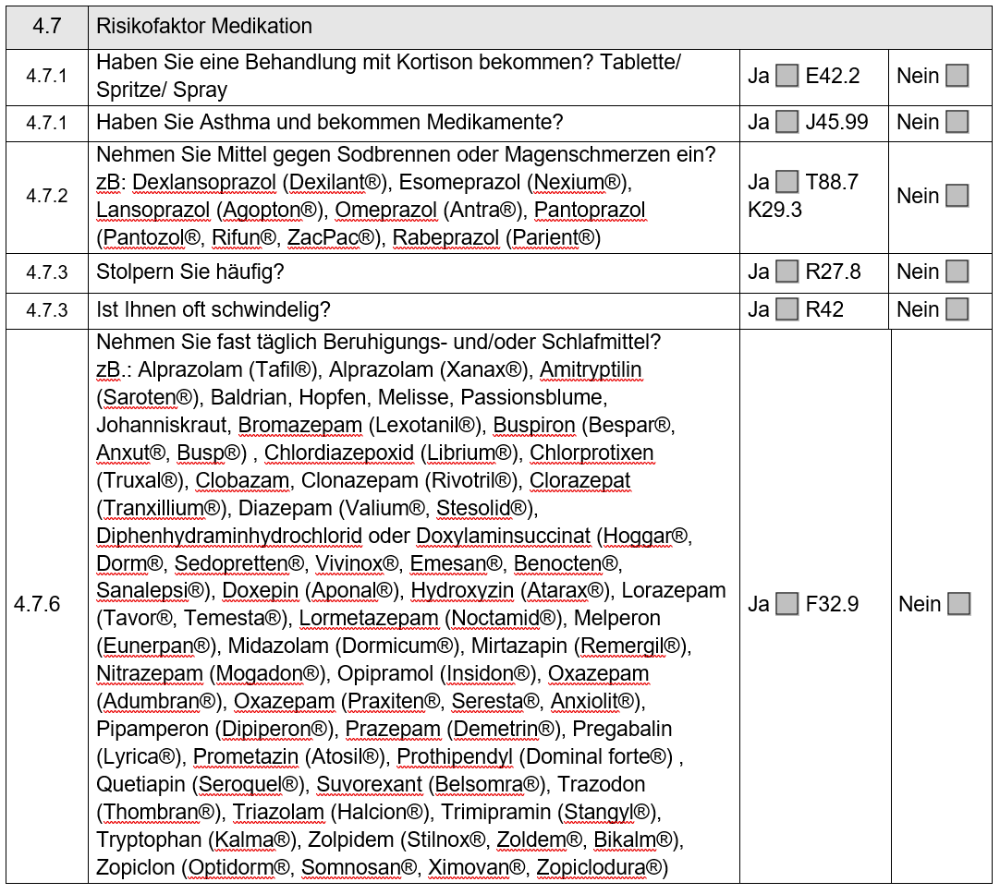 4.7 Risikofaktor Medikation
4.7.1 Haben Sie eine Behandlung mit Kortison bekommen? Tablette/ Ja E42.2 Nein
Spritze/ Spray
4.7.1 Haben Sie Asthma und bekommen Medikamente? Ja J45.99 Nein
Nehmen Sie Mittel gegen Sodbrennen oder Magenschmerzen ein?
zB: Dexlansoprazol (Dexilant®), Esomeprazol (Nexium®), Ja T88.7
4.7.2 Lansoprazol (Agopton®), Omeprazol (Antra®), Pantoprazol K29.3 Nein
(Pantozol®, Rifun®, ZacPac®), Rabeprazol (Parient®)
4.7.3 Stolpern Sie häufig? Ja R27.8 Nein
4.7.3 Ist Ihnen oft schwindelig? Ja R42 Nein
Nehmen Sie fast täglich Beruhigungs- und/oder Schlafmittel?
zB.: Alprazolam (Tafil®), Alprazolam (Xanax®), Amitryptilin
(Saroten®), Baldrian, Hopfen, Melisse, Passionsblume,
Johanniskraut, Bromazepam (Lexotanil®), Buspiron (Bespar®,
Anxut®, Busp®) , Chlordiazepoxid (Librium®), Chlorprotixen
(Truxal®), Clobazam, Clonazepam (Rivotril®), Clorazepat
(Tranxillium®), Diazepam (Valium®, Stesolid®),
Diphenhydraminhydrochlorid oder Doxylaminsuccinat (Hoggar®,
Dorm®, Sedopretten®, Vivinox®, Emesan®, Benocten®,
Sanalepsi®), Doxepin (Aponal®), Hydroxyzin (Atarax®), Lorazepam
4.7.6 (Tavor®, Temesta®), Lormetazepam (Noctamid®), Melperon Ja F32.9 Nein
(Eunerpan®), Midazolam (Dormicum®), Mirtazapin (Remergil®),
Nitrazepam (Mogadon®), Opipramol (Insidon®), Oxazepam
(Adumbran®), Oxazepam (Praxiten®, Seresta®, Anxiolit®),
Pipamperon (Dipiperon®), Prazepam (Demetrin®), Pregabalin
(Lyrica®), Prometazin (Atosil®), Prothipendyl (Dominal forte®) ,
Quetiapin (Seroquel®), Suvorexant (Belsomra®), Trazodon
(Thombran®), Triazolam (Halcion®), Trimipramin (Stangyl®),
Tryptophan (Kalma®), Zolpidem (Stilnox®, Zoldem®, Bikalm®),
Zopiclon (Optidorm®, Somnosan®, Ximovan®, Zopiclodura®)